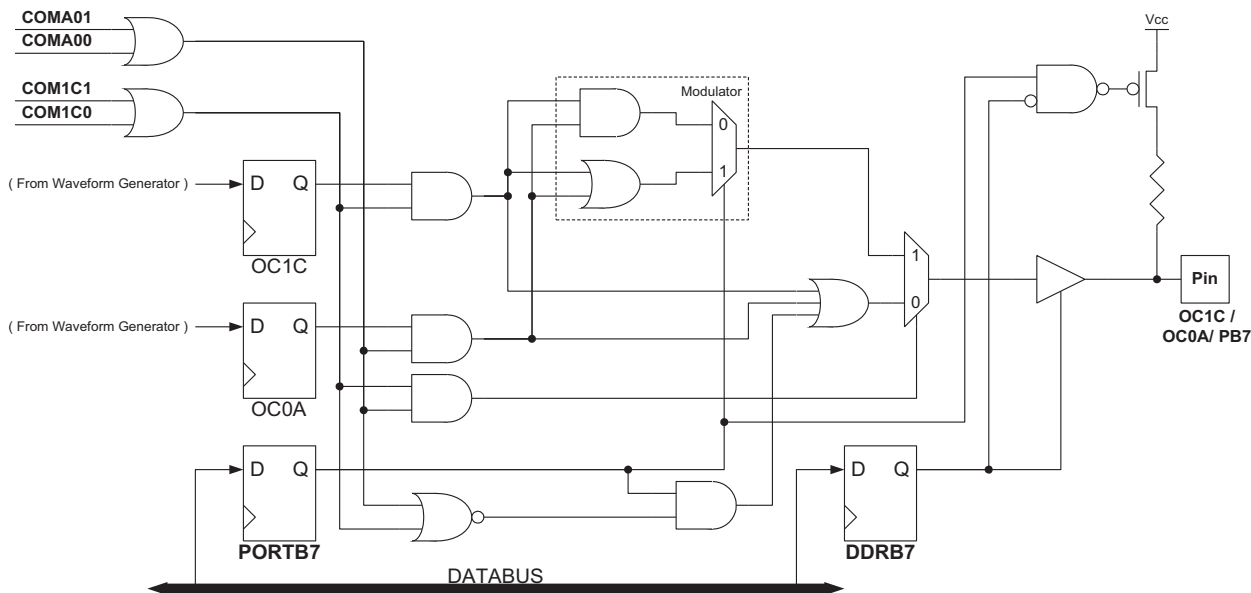 COMA01
COMA00
Vcc
COM1C1
COM1C0
Modulator
0
1
( From Waveform Generator )
D Q
OC1C
1
0
Pin
OC1C /
OC0A/ PB7
( From Waveform Generator )
D Q
OC0A
D Q
PORTB7
D Q
DDRB7
DATABUS